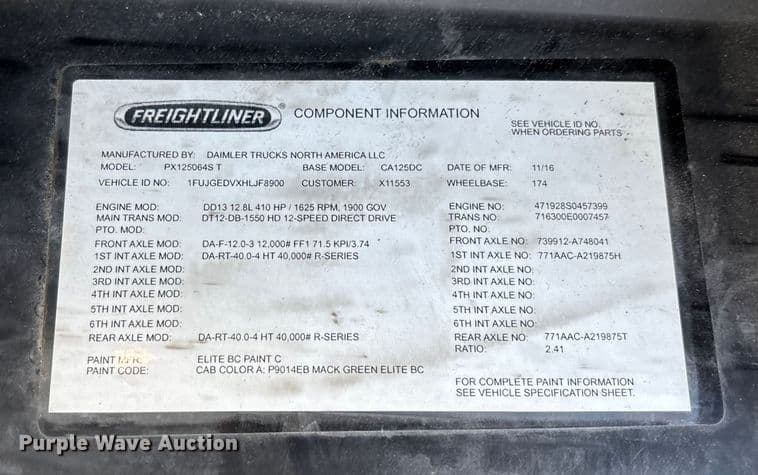 FREIGHTLINER ® COMPONENT INFORMATION
SEE VEHICLE ID NO.
WHEN ORDERING PARTS
MANUFACTURED BY: DAIMLER TRUCKS NORTH AMERICA LLC
MODEL: PX125064S T BASE MODEL: CA125DC DATE OF MFR: 11/16
VEHICLE ID NO: 1FUJGEDVXHLJF8900 CUSTOMER: X11553 WHEELBASE: 174
ENGINE MOD: DD13 12.8L 410 HP / 1625 RPM, 1900 GOV ENGINE NO: 471928S0457399
MAIN TRANS MOD: DT12-DB-1550 HD 12-SPEED DIRECT DRIVE TRANS NO: 716300E0007457
PTO. MOD: PTO. NO:
FRONT AXLE MOD: DA-F-12.0-3 12,000# FF1 71.5 KPI/3.74 FRONT AXLE NO: 739912-A748041
1ST INT AXLE MOD: DA-RT-40.0-4 HT 40,000# R-SERIES 1ST INT AXLE NO: 771AAC-A219875H
2ND INT AXLE MOD: 2ND INT AXLE NO:
3RD INT AXLE MOD: 3RD INT AXLE NO:
4TH INT AXLE MOD: 4TH INT AXLE NO:
5TH INT AXLE MOD: 5TH INT AXLE NO:
6TH INT AXLE MOD: 6TH INT AXLE NO:
REAR AXLE MOD: DA-RT-40.0-4 HT 40,000# R-SERIES REAR AXLE NO: 771AAC-A219875T
RATIO: 2.41
PAINT MFR: ELITE BC PAINT C
PAINT CODE: CAB COLOR A: P9014EB MACK GREEN ELITE BC
FOR COMPLETE PAINT INFORMATION
SEE VEHICLE SPECIFICATION SHEET.
Purple Wave Auction